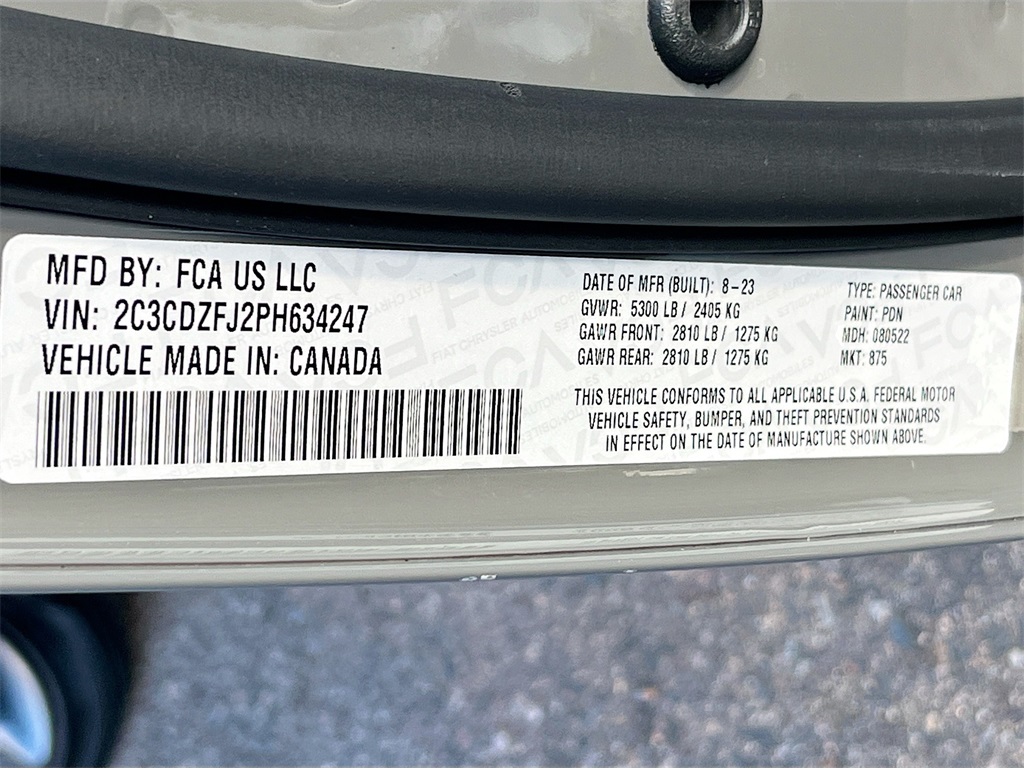 MFD BY: FCA US LLC
VIN: 2C3CDZFJ2PH634247
VEHICLE MADE IN: CANADA
DATE OF MFR (BUILT): 8-23
GVWR: 5300 LB / 2405 KG
GAWR FRONT: 2810 LB / 1275 KG
GAWR REAR: 2810 LB / 1275 KG
TYPE: PASSENGER CAR
PAINT: PDN
MDH: 080522
MKT: 875
THIS VEHICLE CONFORMS TO ALL APPLICABLE U.S.A. FEDERAL MOTOR
VEHICLE SAFETY, BUMPER, AND THEFT PREVENTION STANDARDS
IN EFFECT ON THE DATE OF MANUFACTURE SHOWN ABOVE.